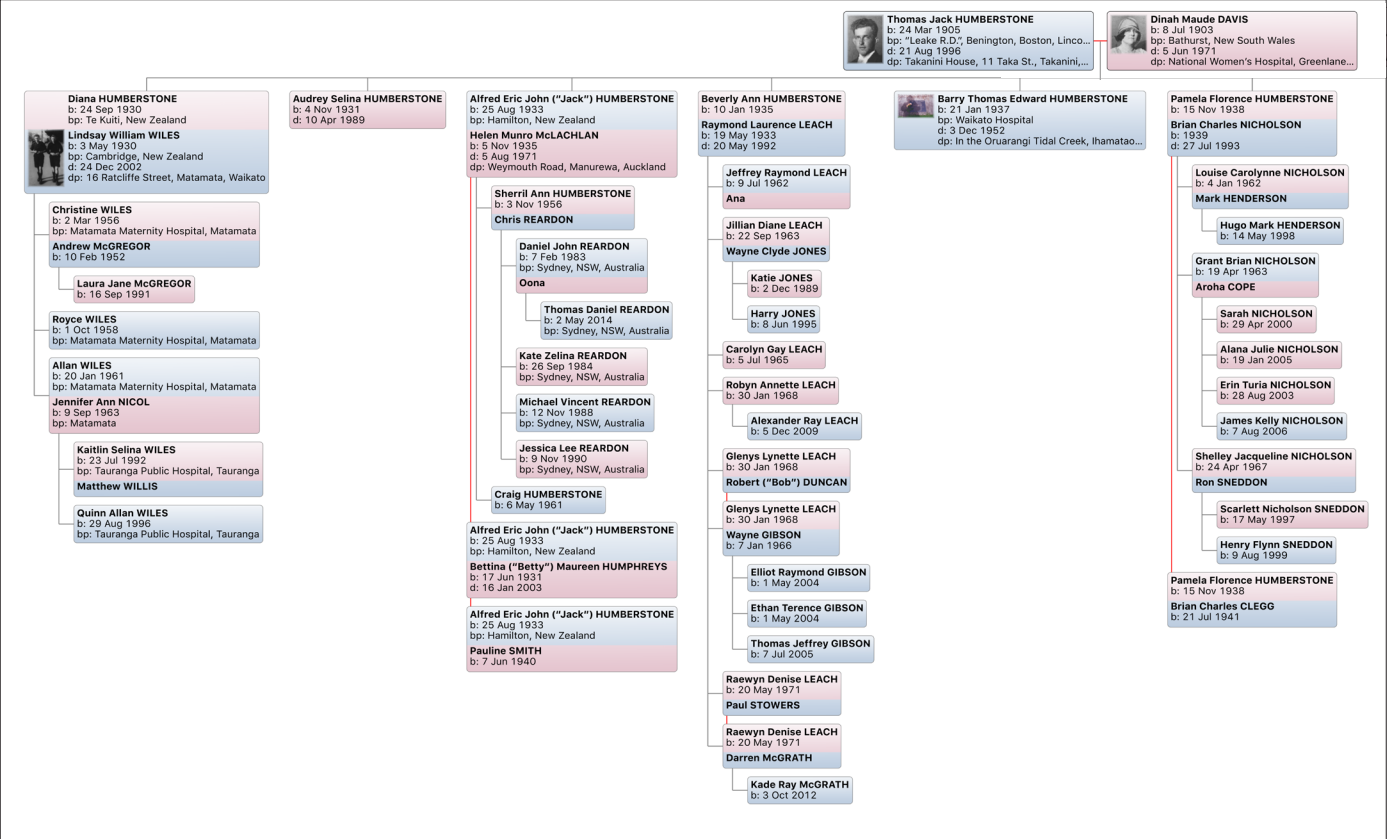 Thomas Jack HUMBERSTONE
b: 24 Mar 1905
bp: “Leake R.D.”, Benington, Boston, Linco...
d: 21 Aug 1996
dp: Takanini House, 11 Taka St., Takanini,...
Dinah Maude DAVIS
b: 8 Jul 1903
bp: Bathurst, New South Wales
d: 5 Jun 1971
dp: National Women’s Hospital, Greenlane...
Diana HUMBERSTONE
b: 24 Sep 1930
bp: Te Kuiti, New Zealand
Lindsay William WILES
b: 3 May 1930
bp: Cambridge, New Zealand
d: 24 Dec 2002
dp: 16 Ratcliffe Street, Matamata, Waikato
Christine WILES
b: 2 Mar 1956
bp: Matamata Maternity Hospital, Matamata
Andrew McGREGOR
b: 10 Feb 1952
Laura Jane McGREGOR
b: 16 Sep 1991
Royce WILES
b: 1 Oct 1958
bp: Matamata Maternity Hospital, Matamata
Allan WILES
b: 20 Jan 1961
bp: Matamata Maternity Hospital, Matamata
Jennifer Ann NICOL
b: 9 Sep 1963
bp: Matamata
Kaitlin Selina WILES
b: 23 Jul 1992
bp: Tauranga Public Hospital, Tauranga
Matthew WILLIS
Quinn Allan WILES
b: 29 Aug 1996
bp: Tauranga Public Hospital, Tauranga
Audrey Selina HUMBERSTONE
b: 4 Nov 1931
d: 10 Apr 1989
Alfred Eric John (“Jack”) HUMBERSTONE
b: 25 Aug 1933
bp: Hamilton, New Zealand
Helen Munro McLACHLAN
b: 5 Nov 1935
d: 5 Aug 1971
dp: Weymouth Road, Manurewa, Auckland
Sherril Ann HUMBERSTONE
b: 3 Nov 1956
Chris REARDON
Daniel John REARDON
b: 7 Feb 1983
bp: Sydney, NSW, Australia
Oona
Thomas Daniel REARDON
b: 2 May 2014
bp: Sydney, NSW, Australia
Kate Zelina REARDON
b: 26 Sep 1984
bp: Sydney, NSW, Australia
Michael Vincent REARDON
b: 12 Nov 1988
bp: Sydney, NSW, Australia
Jessica Lee REARDON
b: 9 Nov 1990
bp: Sydney, NSW, Australia
Craig HUMBERSTONE
b: 6 May 1961
Alfred Eric John (“Jack”) HUMBERSTONE
b: 25 Aug 1933
bp: Hamilton, New Zealand
Bettina (“Betty”) Maureen HUMPHREYS
b: 17 Jun 1931
d: 16 Jan 2003
Alfred Eric John (“Jack”) HUMBERSTONE
b: 25 Aug 1933
bp: Hamilton, New Zealand
Pauline SMITH
b: 7 Jun 1940
Beverly Ann HUMBERSTONE
b: 10 Jan 1935
Raymond Laurence LEACH
b: 19 May 1933
d: 20 May 1992
Jeffrey Raymond LEACH
b: 9 Jul 1962
Ana
Jillian Diane LEACH
b: 22 Sep 1963
Wayne Clyde JONES
Katie JONES
b: 2 Dec 1989
Harry JONES
b: 8 Jun 1995
Carolyn Gay LEACH
b: 5 Jul 1965
Robyn Annette LEACH
b: 30 Jan 1968
Alexander Ray LEACH
b: 5 Dec 2009
Glenys Lynette LEACH
b: 30 Jan 1968
Robert (“Bob”) DUNCAN
Glenys Lynette LEACH
b: 30 Jan 1968
Wayne GIBSON
b: 7 Jan 1966
Elliot Raymond GIBSON
b: 1 May 2004
Ethan Terence GIBSON
b: 1 May 2004
Thomas Jeffrey GIBSON
b: 7 Jul 2005
Raewyn Denise LEACH
b: 20 May 1971
Paul STOWERS
Raewyn Denise LEACH
b: 20 May 1971
Darren McGRATH
Kade Ray McGRATH
b: 3 Oct 2012
Barry Thomas Edward HUMBERSTONE
b: 21 Jan 1937
bp: Waikato Hospital
d: 3 Dec 1952
dp: In the Oruarangi Tidal Creek, Ihamatao...
Pamela Florence HUMBERSTONE
b: 15 Nov 1938
Brian Charles NICHOLSON
b: 1939
d: 27 Jul 1993
Louise Carolynne NICHOLSON
b: 4 Jan 1962
Mark HENDERSON
Hugo Mark HENDERSON
b: 14 May 1998
Grant Brian NICHOLSON
b: 19 Apr 1963
Aroha COPE
Sarah NICHOLSON
b: 29 Apr 2000
Alana Julie NICHOLSON
b: 19 Jan 2005
Erin Turia NICHOLSON
b: 28 Aug 2003
James Kelly NICHOLSON
b: 7 Aug 2006
Shelley Jacqueline NICHOLSON
b: 24 Apr 1967
Ron SNEDDON
Scarlett Nicholson SNEDDON
b: 17 May 1997
Henry Flynn SNEDDON
b: 9 Aug 1999
Pamela Florence HUMBERSTONE
b: 15 Nov 1938
Brian Charles CLEGG
b: 21 Jul 1941